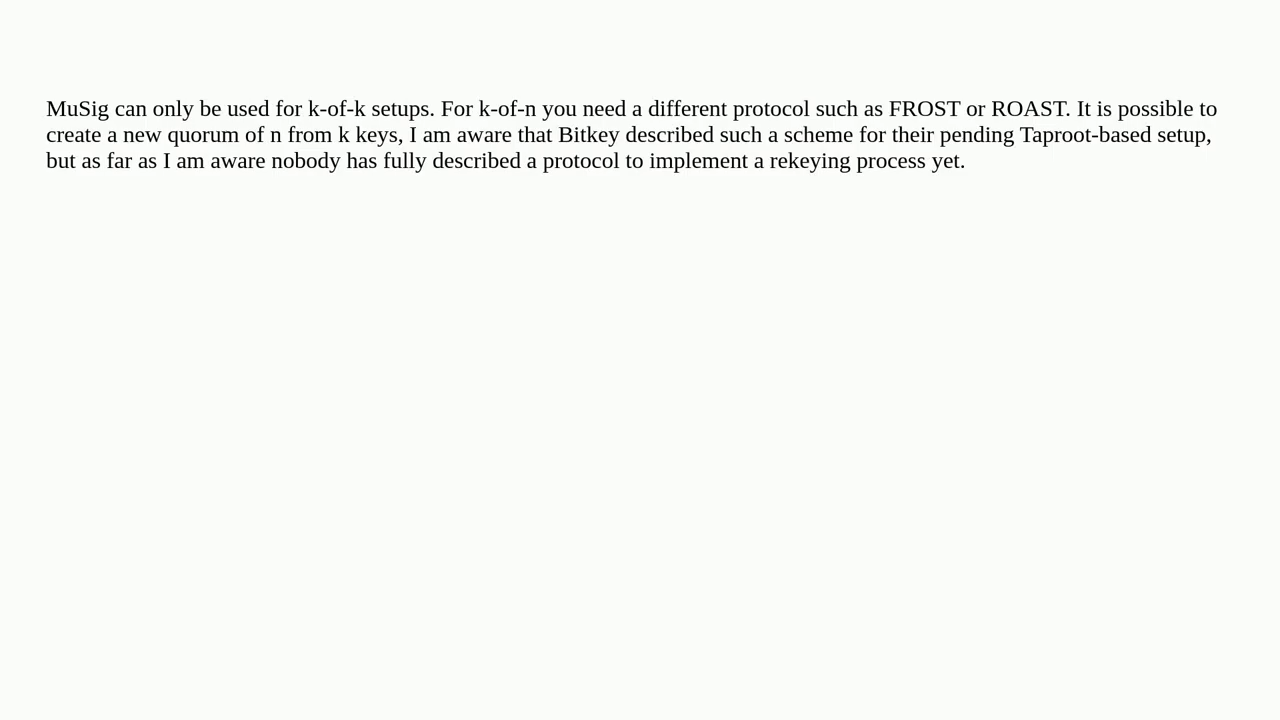 MuSig can only be used for k-of-k setups. For k-of-n you need a different protocol such as FROST or ROAST. It is possible to
create a new quorum of n from k keys, I am aware that Bitkey described such a scheme for their pending Taproot-based setup,
but as far as I am aware nobody has fully described a protocol to implement a rekeying process yet.